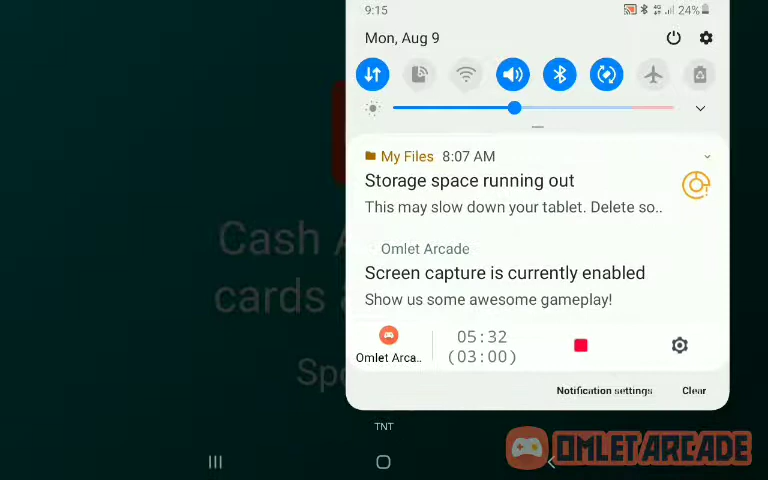 9:15
24%
Mon, Aug 9
My Files 8:07 AM
Storage space running out
This may slow down your tablet. Delete so..
Omlet Arcade
Screen capture is currently enabled
Show us some awesome gameplay!
Omlet Arca..
05:32
(03:00)
Notification settings Clear
Cash
cards
Spo
TNT
OMLET ARCADE